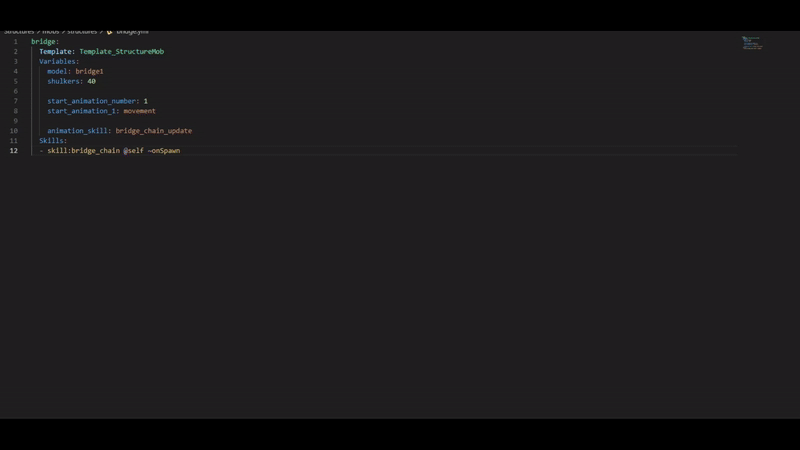 structures > mobs > structures > bridge.yml
1 bridge:
2 Template: Template_StructureMob
3 Variables:
4 model: bridge1
5 shulkers: 40
6
7 start_animation_number: 1
8 start_animation_1: movement
9
10 animation_skill: bridge_chain_update
11 Skills:
12 - skill:bridge_chain @self ~onSpawn